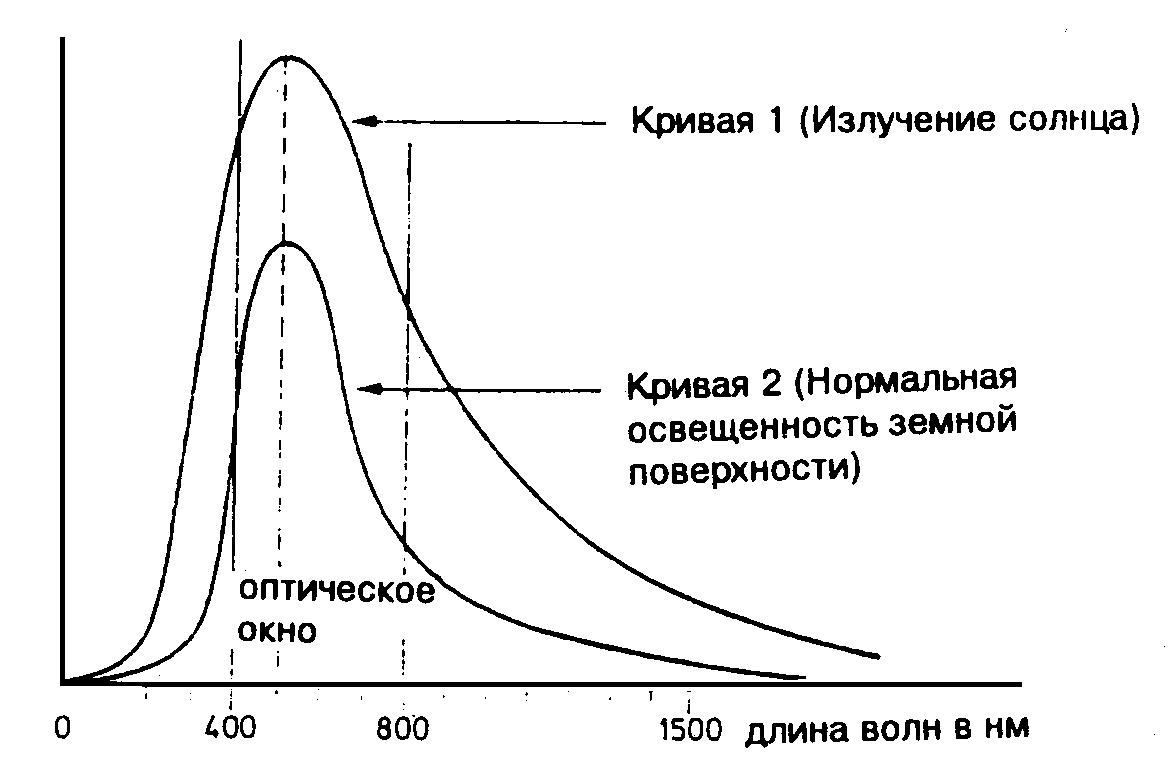 Кривая 1 (Излучение солнца)
Кривая 2 (Нормальная
освещенность земной
поверхности)
оптическое
окно
0 400 800 1500 длина волн в нм